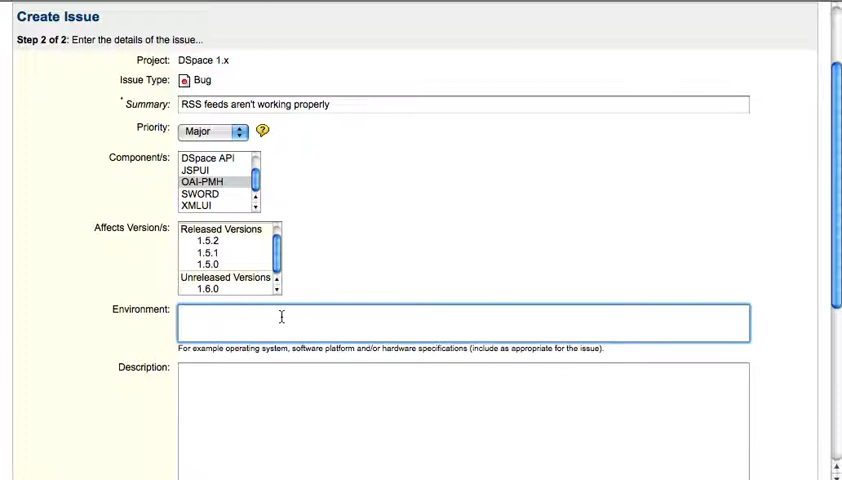 Create Issue
Step 2 of 2: Enter the details of the issue...
Project: DSpace 1.x
Issue Type: Bug
* Summary: RSS feeds aren't working properly
Priority: Major ?
Component/s: DSpace API
JSPUI
OAI-PMH
SWORD
XMLUI
Affects Version/s: Released Versions
1.5.2
1.5.1
1.5.0
Unreleased Versions
1.6.0
Environment:
For example operating system, software platform and/or hardware specifications (include as appropriate for the issue).
Description: